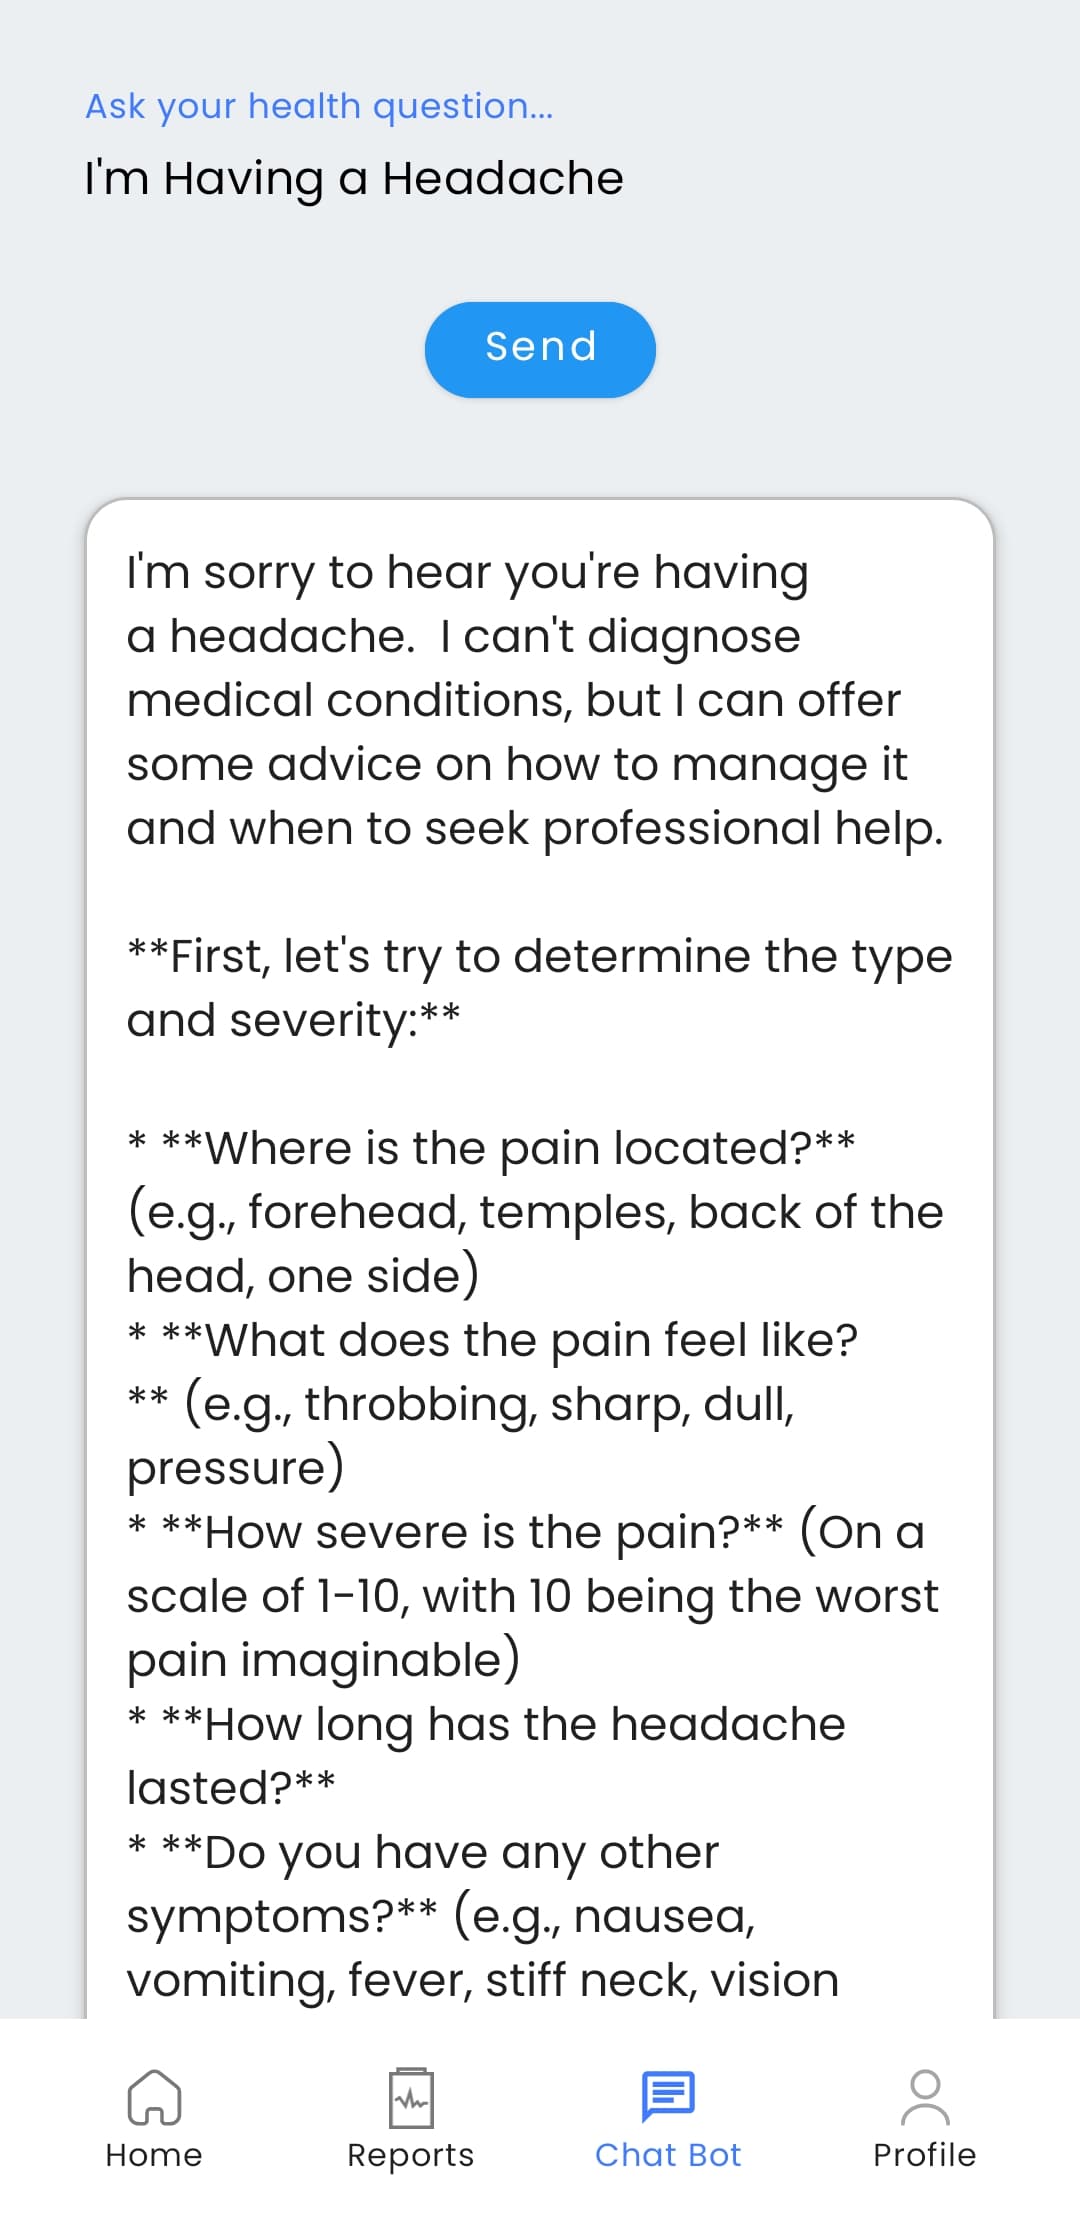 Ask your health question...
I'm Having a Headache
Send
I'm sorry to hear you're having
a headache.  I can't diagnose
medical conditions, but I can offer
some advice on how to manage it
and when to seek professional help.
**First, let's try to determine the type
and severity:**
* **Where is the pain located?**
(e.g., forehead, temples, back of the
head, one side)
* **What does the pain feel like?
** (e.g., throbbing, sharp, dull,
pressure)
* **How severe is the pain?** (On a
scale of 1-10, with 10 being the worst
pain imaginable)
* **How long has the headache
lasted?**
* **Do you have any other
symptoms?** (e.g., nausea,
vomiting, fever, stiff neck, vision
Home
Reports
Chat Bot
Profile